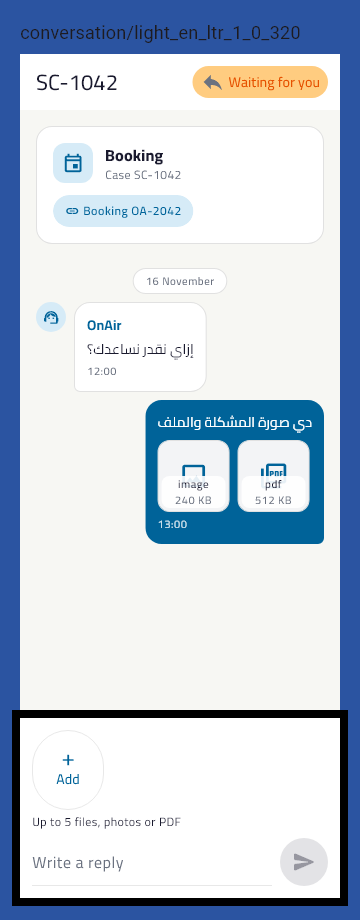 conversation/light_en_ltr_1_0_320
SC-1042
Waiting for you
Booking
Case SC-1042
Booking OA-2042
16 November
OnAir
إزاي نقدر نساعدك؟
12:00
دي صورة المشكلة والملف
image
240 KB
pdf
512 KB
13:00
Add
Up to 5 files, photos or PDF
Write a reply